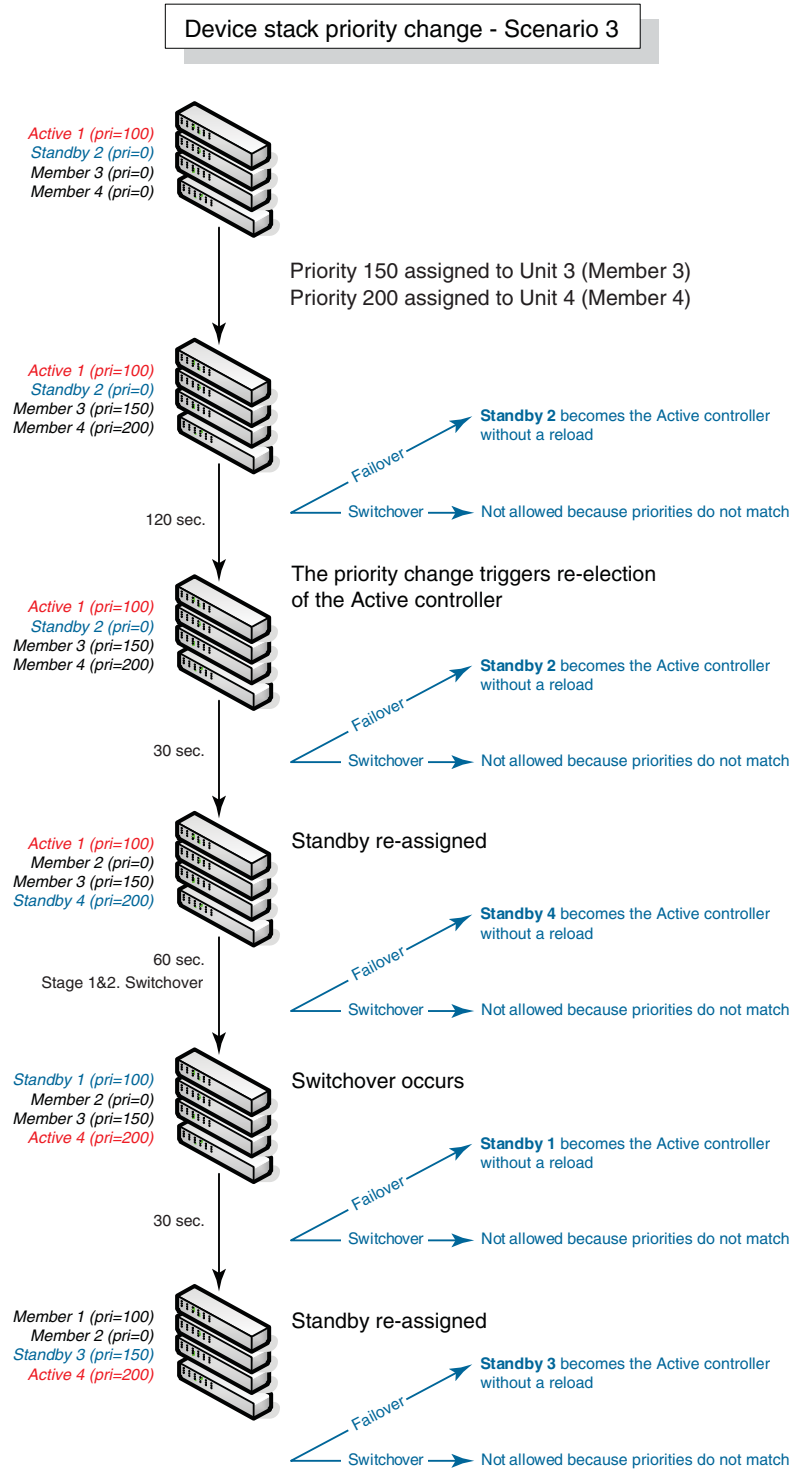 Device stack priority change - Scenario 3
Active 1 (pri=100)
Standby 2 (pri=0)
Member 3 (pri=0)
Member 4 (pri=0)
Priority 150 assigned to Unit 3 (Member 3)
Priority 200 assigned to Unit 4 (Member 4)
Active 1 (pri=100)
Standby 2 (pri=0)
Member 3 (pri=150)
Member 4 (pri=200)
Standby 2 becomes the Active controller
without a reload
Failover
Switchover
Not allowed because priorities do not match
120 sec.
The priority change triggers re-election
of the Active controller
Active 1 (pri=100)
Standby 2 (pri=0)
Member 3 (pri=150)
Member 4 (pri=200)
Standby 2 becomes the Active controller
without a reload
Failover
Switchover
Not allowed because priorities do not match
30 sec.
Standby re-assigned
Active 1 (pri=100)
Member 2 (pri=0)
Member 3 (pri=150)
Standby 4 (pri=200)
Standby 4 becomes the Active controller
without a reload
Failover
60 sec.
Stage 1&2. Switchover
Switchover
Not allowed because priorities do not match
Switchover occurs
Standby 1 (pri=100)
Member 2 (pri=0)
Member 3 (pri=150)
Active 4 (pri=200)
Standby 1 becomes the Active controller
without a reload
Failover
30 sec.
Switchover
Not allowed because priorities do not match
Member 1 (pri=100)
Member 2 (pri=0)
Standby 3 (pri=150)
Active 4 (pri=200)
Standby re-assigned
Standby 3 becomes the Active controller
without a reload
Failover
Switchover
Not allowed because priorities do not match